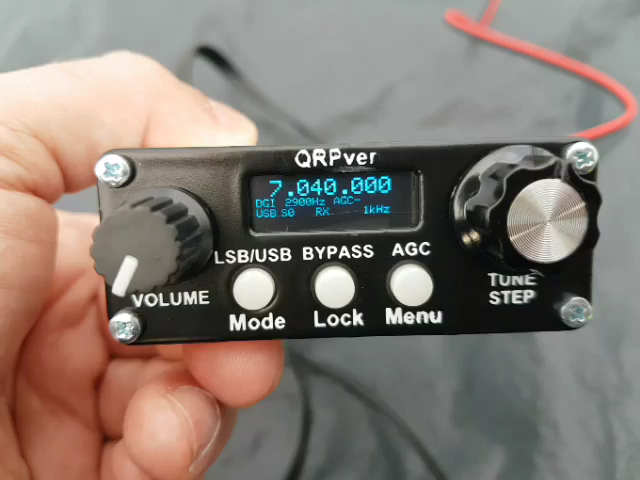 QRPver
7.040.000
DGI 2900Hz AGC~
USB S0 RX 1kHz
LSB/USB BYPASS AGC
VOLUME
Mode Lock Menu
TUNE
STEP